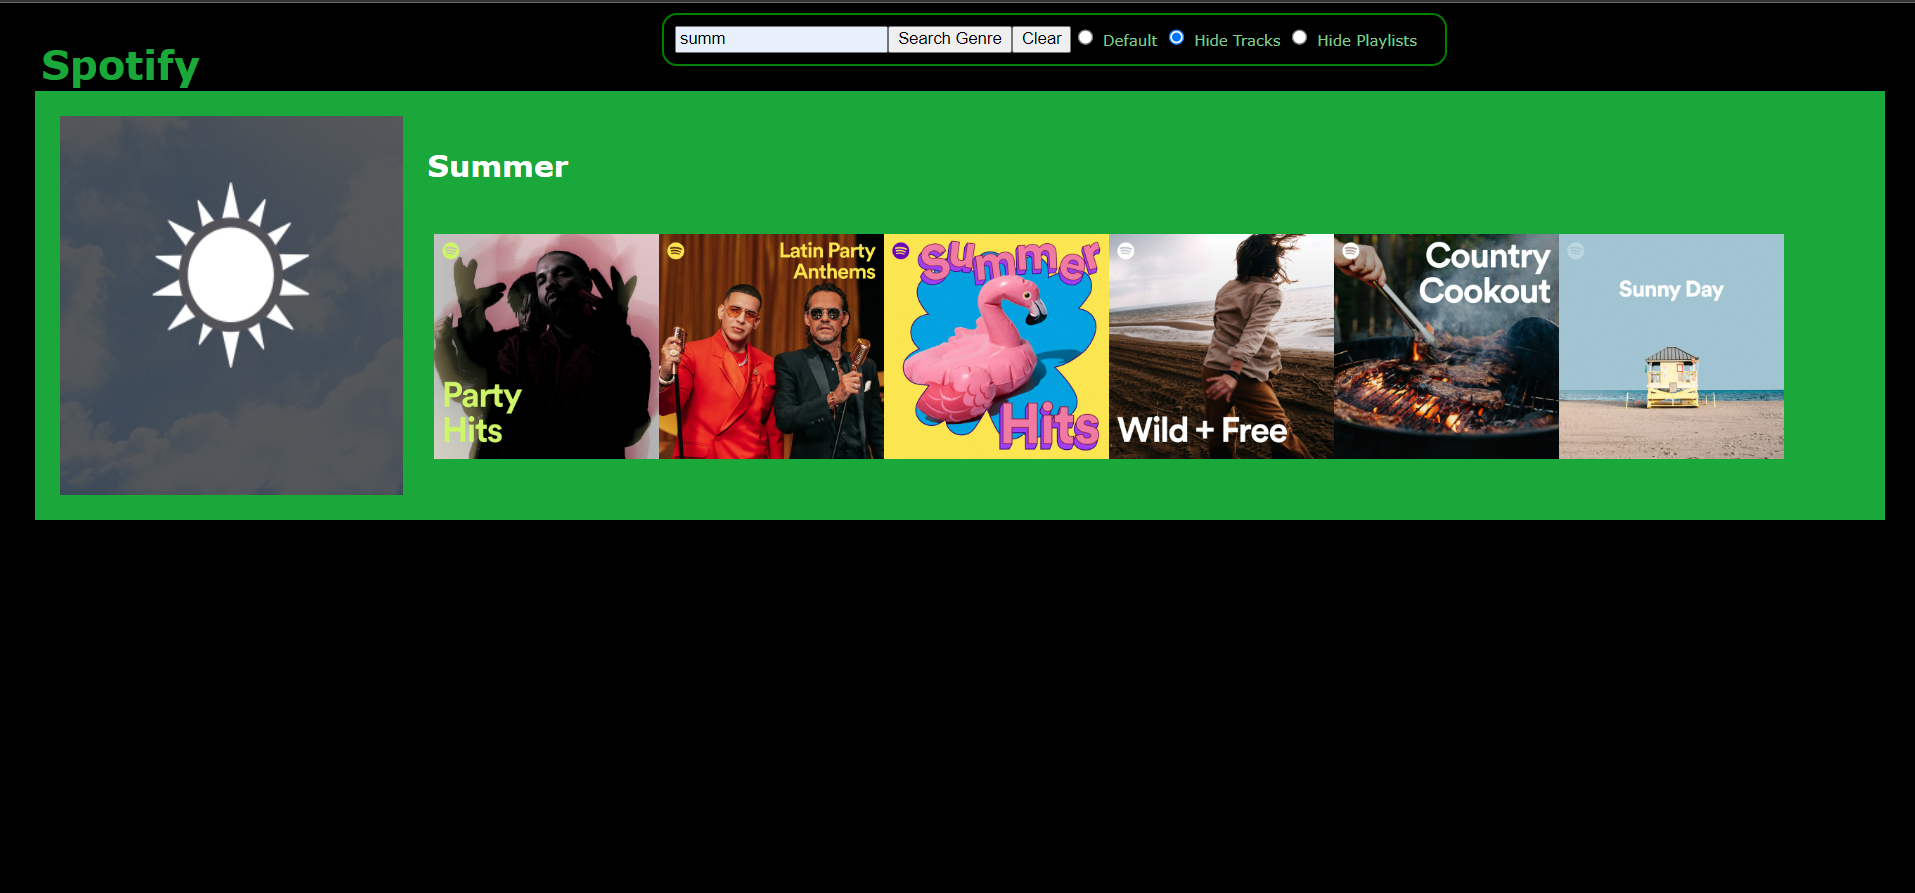 summ
Search Genre
Clear
Default
Hide Tracks
Hide Playlists
Spotify
Summer
Party
Hits
Latin Party
Anthems
Summer
Hits
Wild + Free
Country
Cookout
Sunny Day